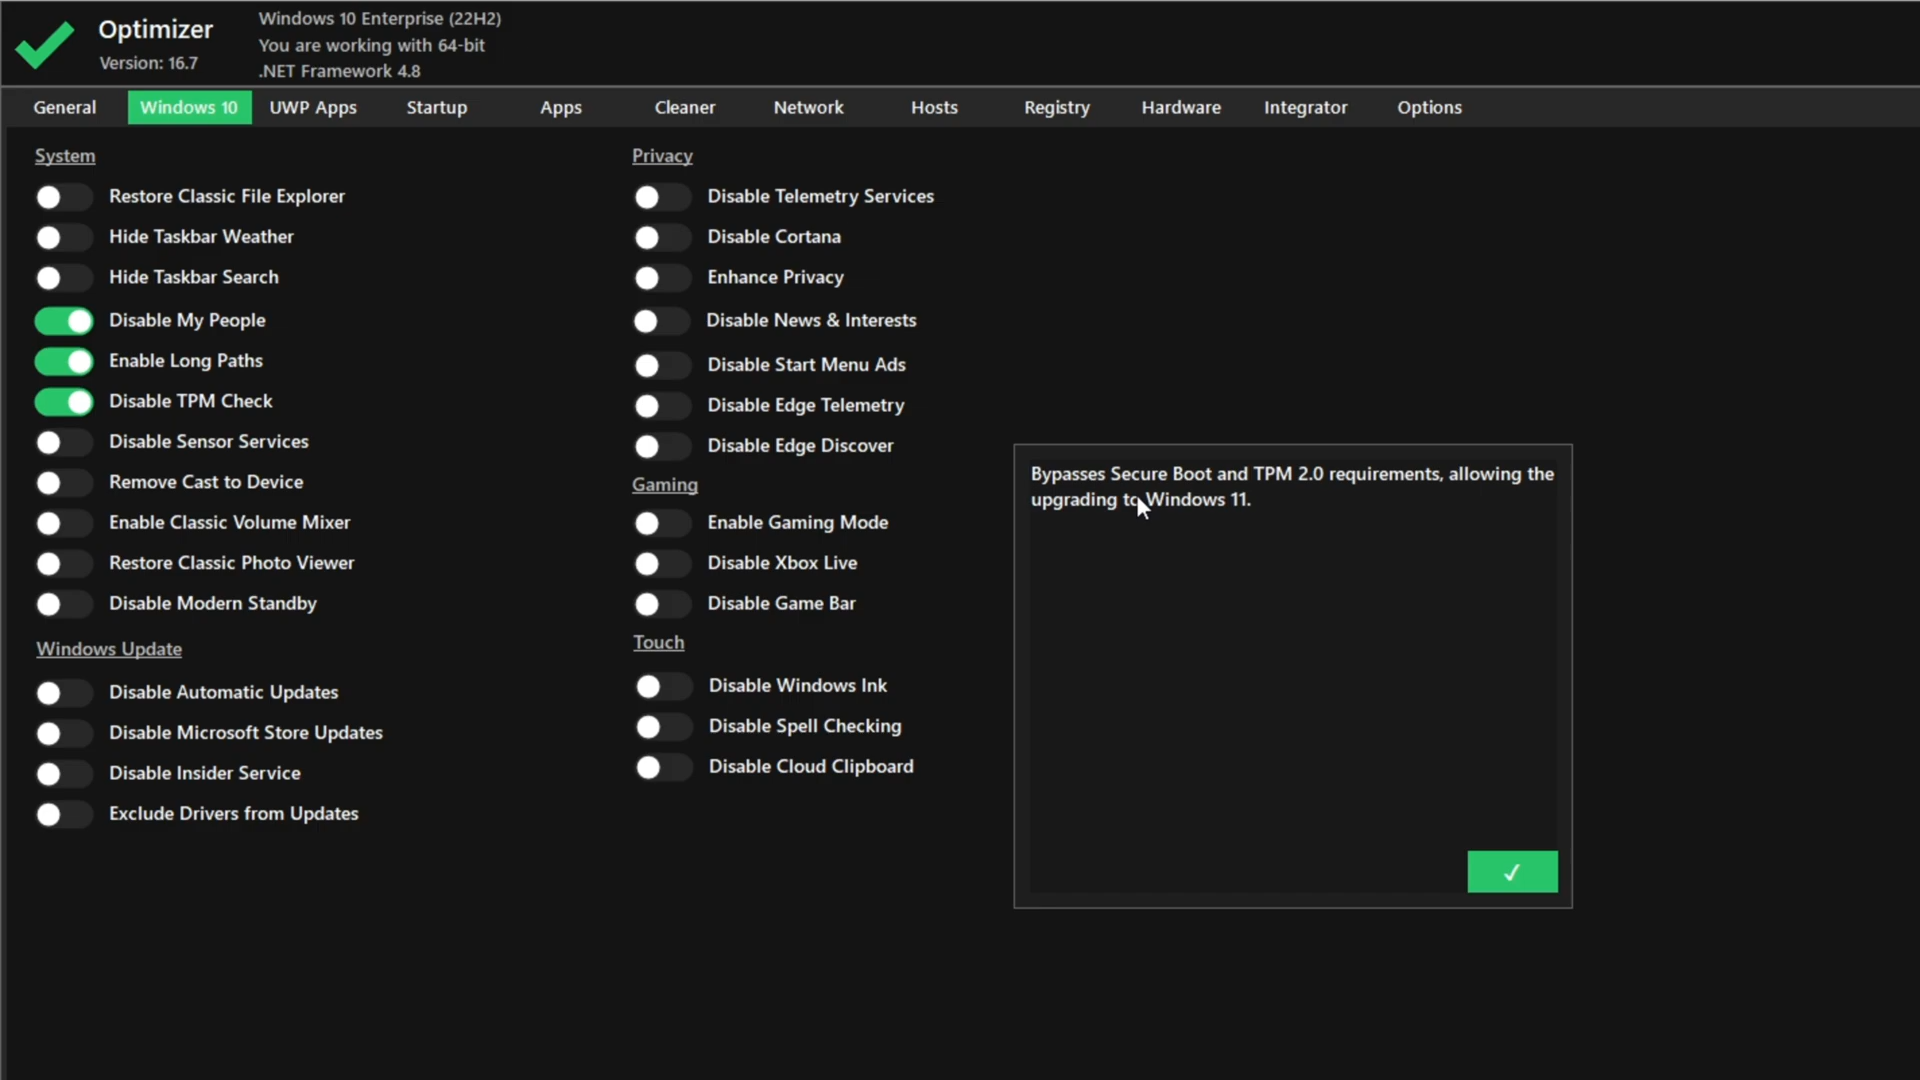 Optimizer
Version: 16.7
Windows 10 Enterprise (22H2)
You are working with 64-bit
.NET Framework 4.8
General
Windows 10
UWP Apps
Startup
Apps
Cleaner
Network
Hosts
Registry
Hardware
Integrator
Options
System
Restore Classic File Explorer
Hide Taskbar Weather
Hide Taskbar Search
Disable My People
Enable Long Paths
Disable TPM Check
Disable Sensor Services
Remove Cast to Device
Enable Classic Volume Mixer
Restore Classic Photo Viewer
Disable Modern Standby
Windows Update
Disable Automatic Updates
Disable Microsoft Store Updates
Disable Insider Service
Exclude Drivers from Updates
Privacy
Disable Telemetry Services
Disable Cortana
Enhance Privacy
Disable News & Interests
Disable Start Menu Ads
Disable Edge Telemetry
Disable Edge Discover
Gaming
Enable Gaming Mode
Disable Xbox Live
Disable Game Bar
Touch
Disable Windows Ink
Disable Spell Checking
Disable Cloud Clipboard
Bypasses Secure Boot and TPM 2.0 requirements, allowing the
upgrading to Windows 11.